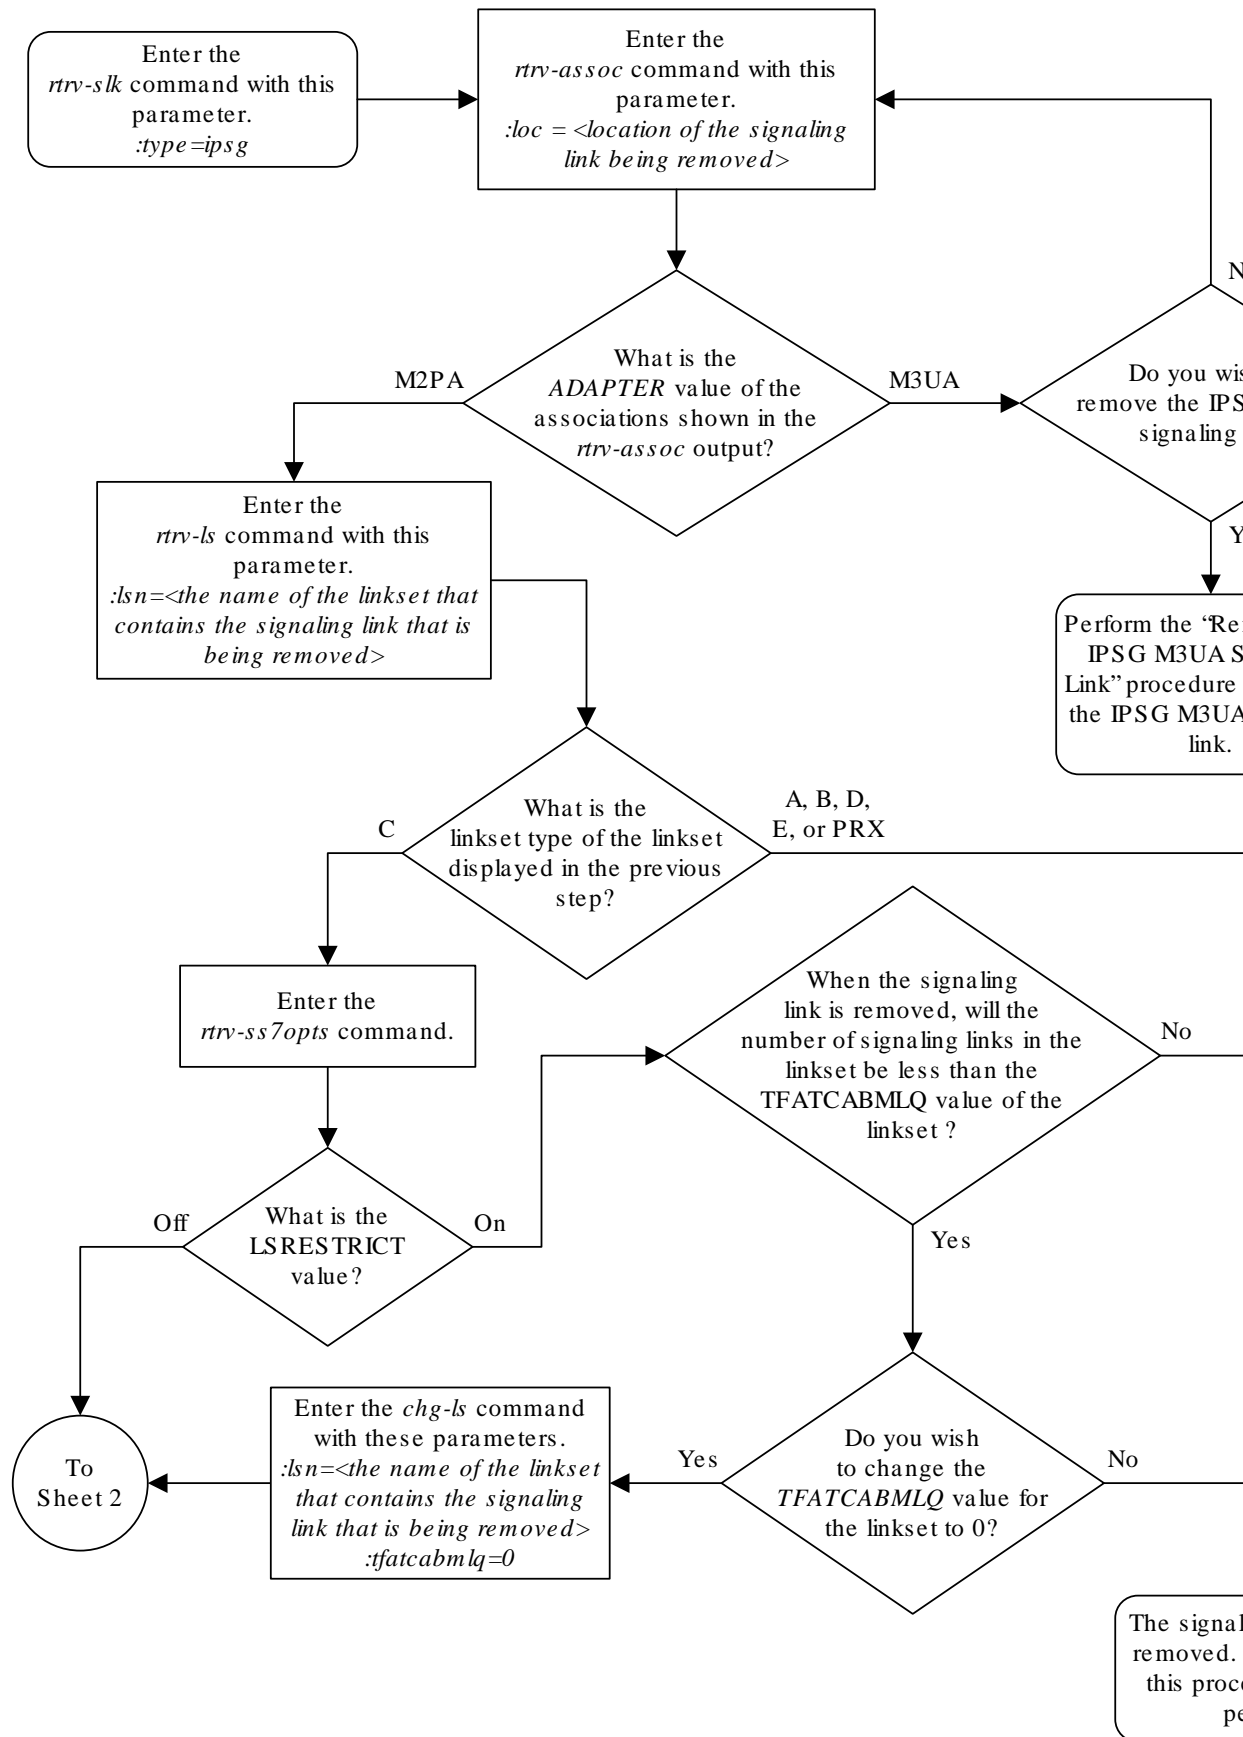 Enter the
rtrv-slk command with this
parameter.
:type=ipsg
Enter the
rtrv-assoc command with this
parameter.
:loc = <location of the signaling
link being removed>
What is the
ADAPTER value of the
associations shown in the
rtrv-assoc output?
M2PA
M3UA
Do you
remove the
signaling
Enter the
rtrv-ls command with this
parameter.
:lsn=<the name of the linkset that
contains the signaling link that is
being removed>
Perform the
IPSG M3UA
Link” procedure
the IPSG M3UA
link.
What is the
linkset type of the linkset
displayed in the previous
step?
C
A, B, D,
E, or PRX
Enter the
rtrv-ss7opts command.
When the signaling
link is removed, will the
number of signaling links in the
linkset be less than the
TFATCABMLQ value of the
linkset ?
No
Yes
What is the
LSRESTRICT
value?
Off
On
To
Sheet 2
Enter the chg-ls command
with these parameters.
:lsn=<the name of the linkset
that contains the signaling
link that is being removed>
:tfatcabmlq=0
Yes
Do you wish
to change the
TFATCABMLQ value for
the linkset to 0?
No
The
removed.
this